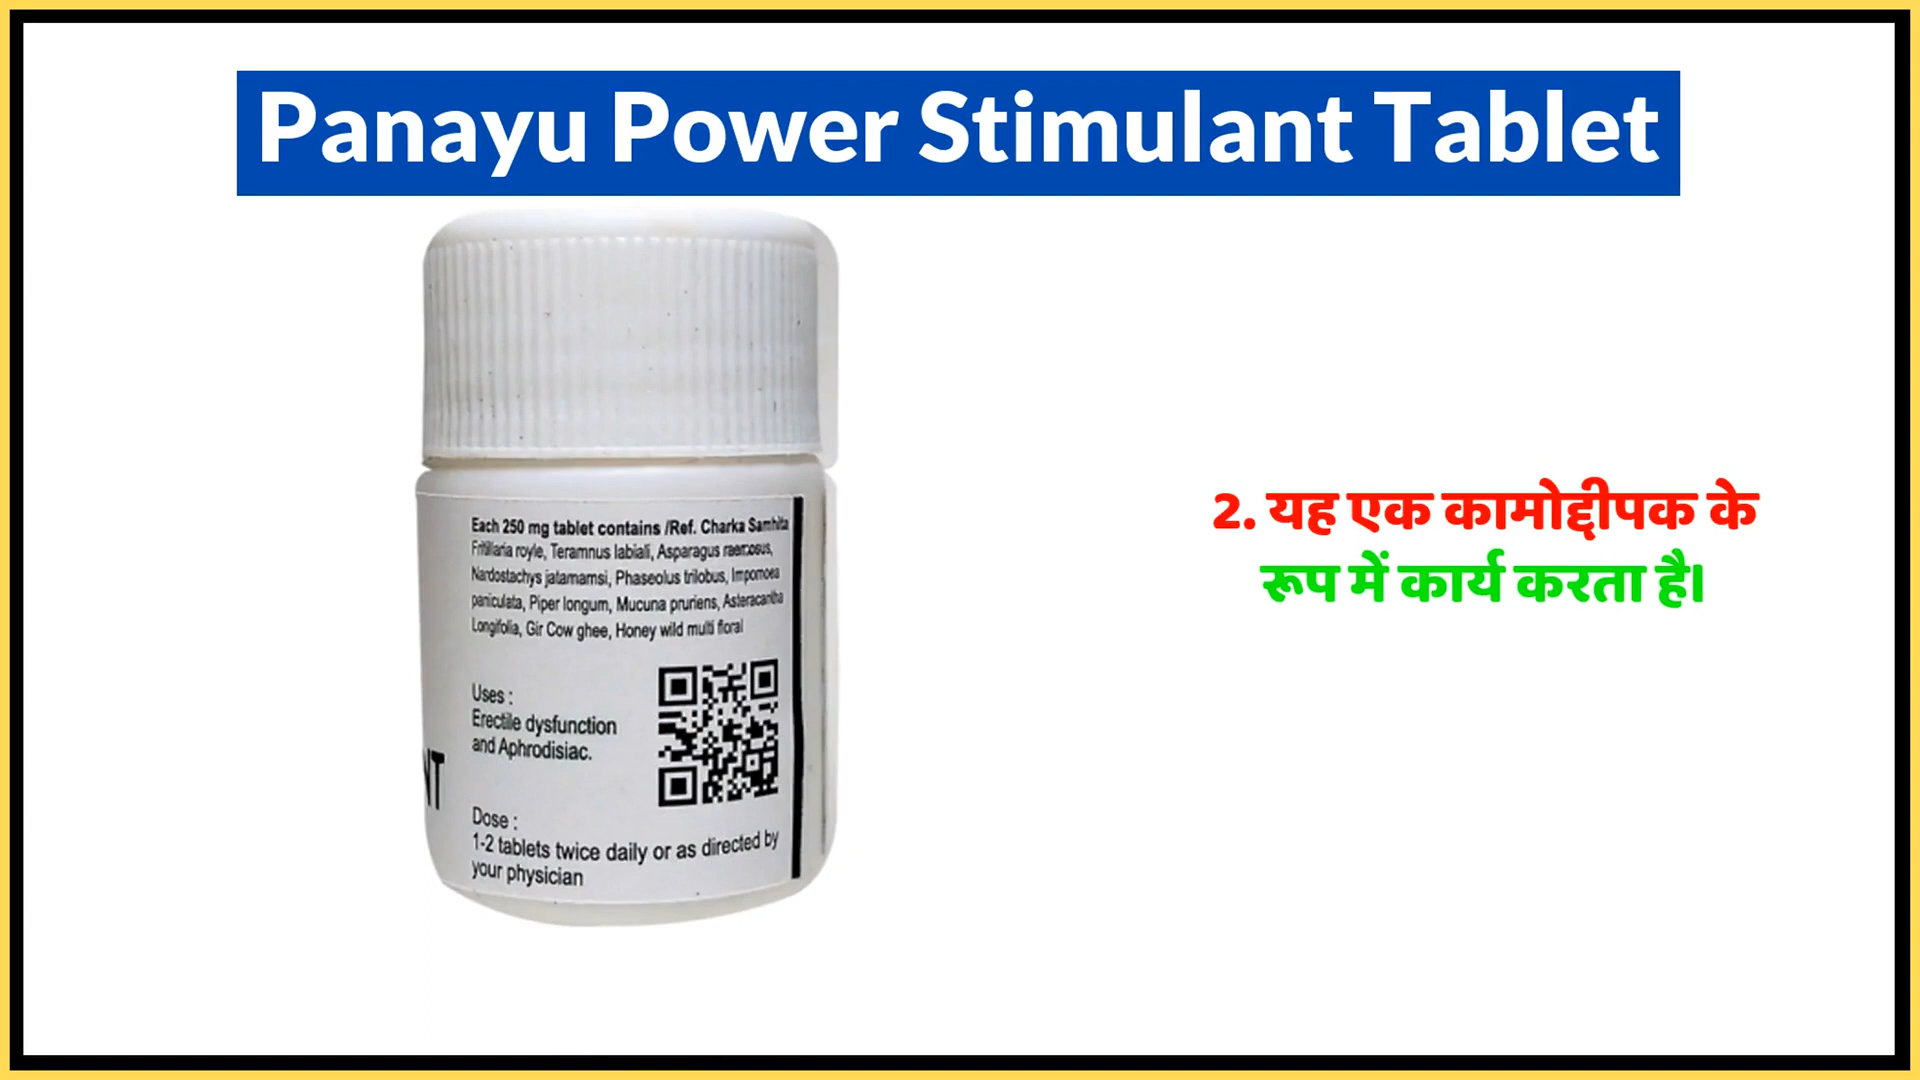 Panayu Power Stimulant Tablet
Each 250 mg tablet contains /Ref. Charka Samhita
Fritillaria royle, Teramnus labiali, Asparagus raemosus,
Nardostachys jatamamsi, Phaseolus trilobus, Impomoea
paniculata, Piper longum, Mucuna pruriens, Asteracantha
Longifolia, Gir Cow ghee, Honey wild multi floral
Uses :
Erectile dysfunction
and Aphrodisiac.
NT
Dose :
1-2 tablets twice daily or as directed by
your physician
2. यह एक कामोद्दीपक के
रूप में कार्य करता है।